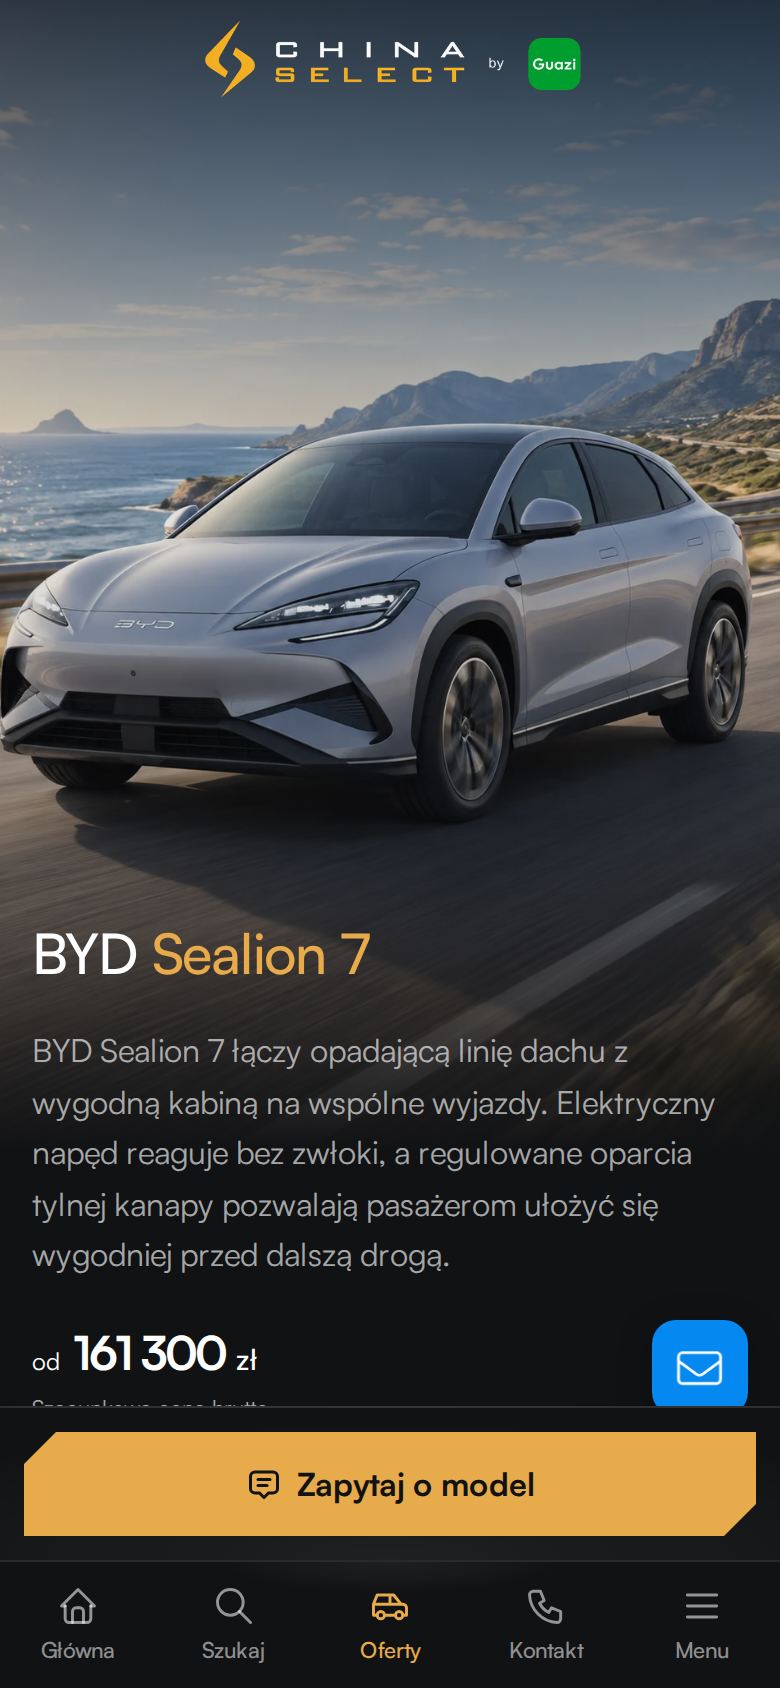 CHINA
SELECT
by
Guazi
BYD
BYD Sealion 7
BYD Sealion 7 łączy opadającą linię dachu z
wygodną kabiną na wspólne wyjazdy. Elektryczny
napęd reaguje bez zwłoki, a regulowane oparcia
tylnej kanapy pozwalają pasażerom ułożyć się
wygodniej przed dalszą drogą.
od 161 300 zł
Zapytaj o model
Główna
Szukaj
Oferty
Kontakt
Menu